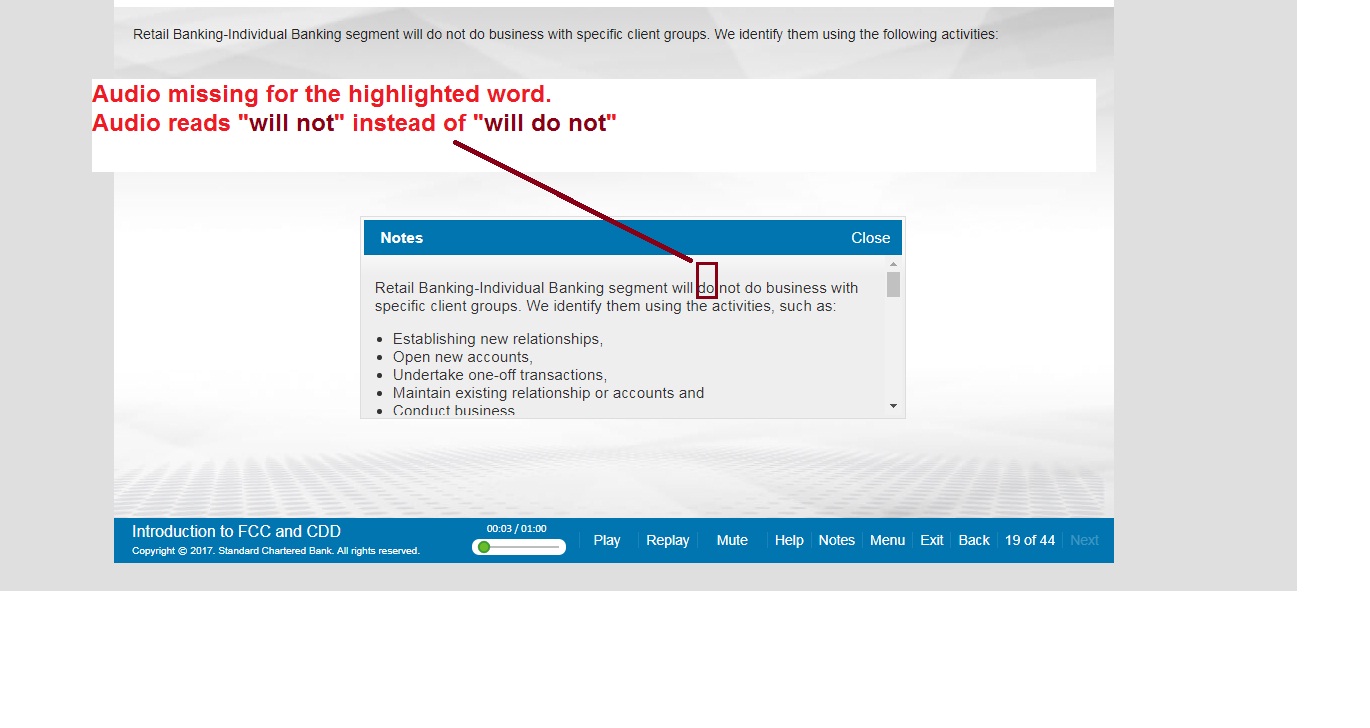 Retail Banking-Individual Banking segment will do not do business with specific client groups. We identify them using the following activities:
Audio missing for the highlighted word.
Audio reads "will not" instead of "will do not"
Notes Close
Retail Banking-Individual Banking segment will do not do business with
specific client groups. We identify them using the activities, such as:
• Establishing new relationships,
• Open new accounts,
• Undertake one-off transactions,
• Maintain existing relationship or accounts and
• Conduct business
Introduction to FCC and CDD
Copyright © 2017. Standard Chartered Bank. All rights reserved.
00:03 / 01:00
Play Replay Mute Help Notes Menu Exit Back 19 of 44 Next